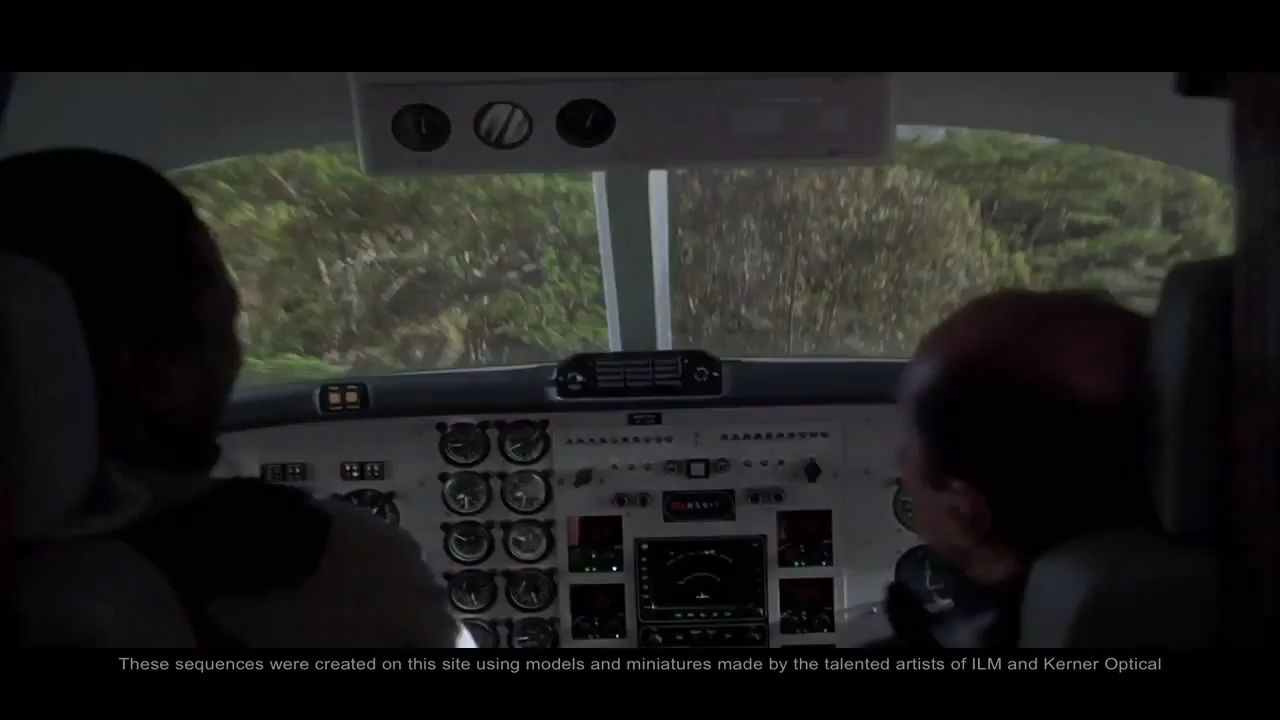 These sequences were created on this site using models and miniatures made by the talented artists of ILM and Kerner Optical